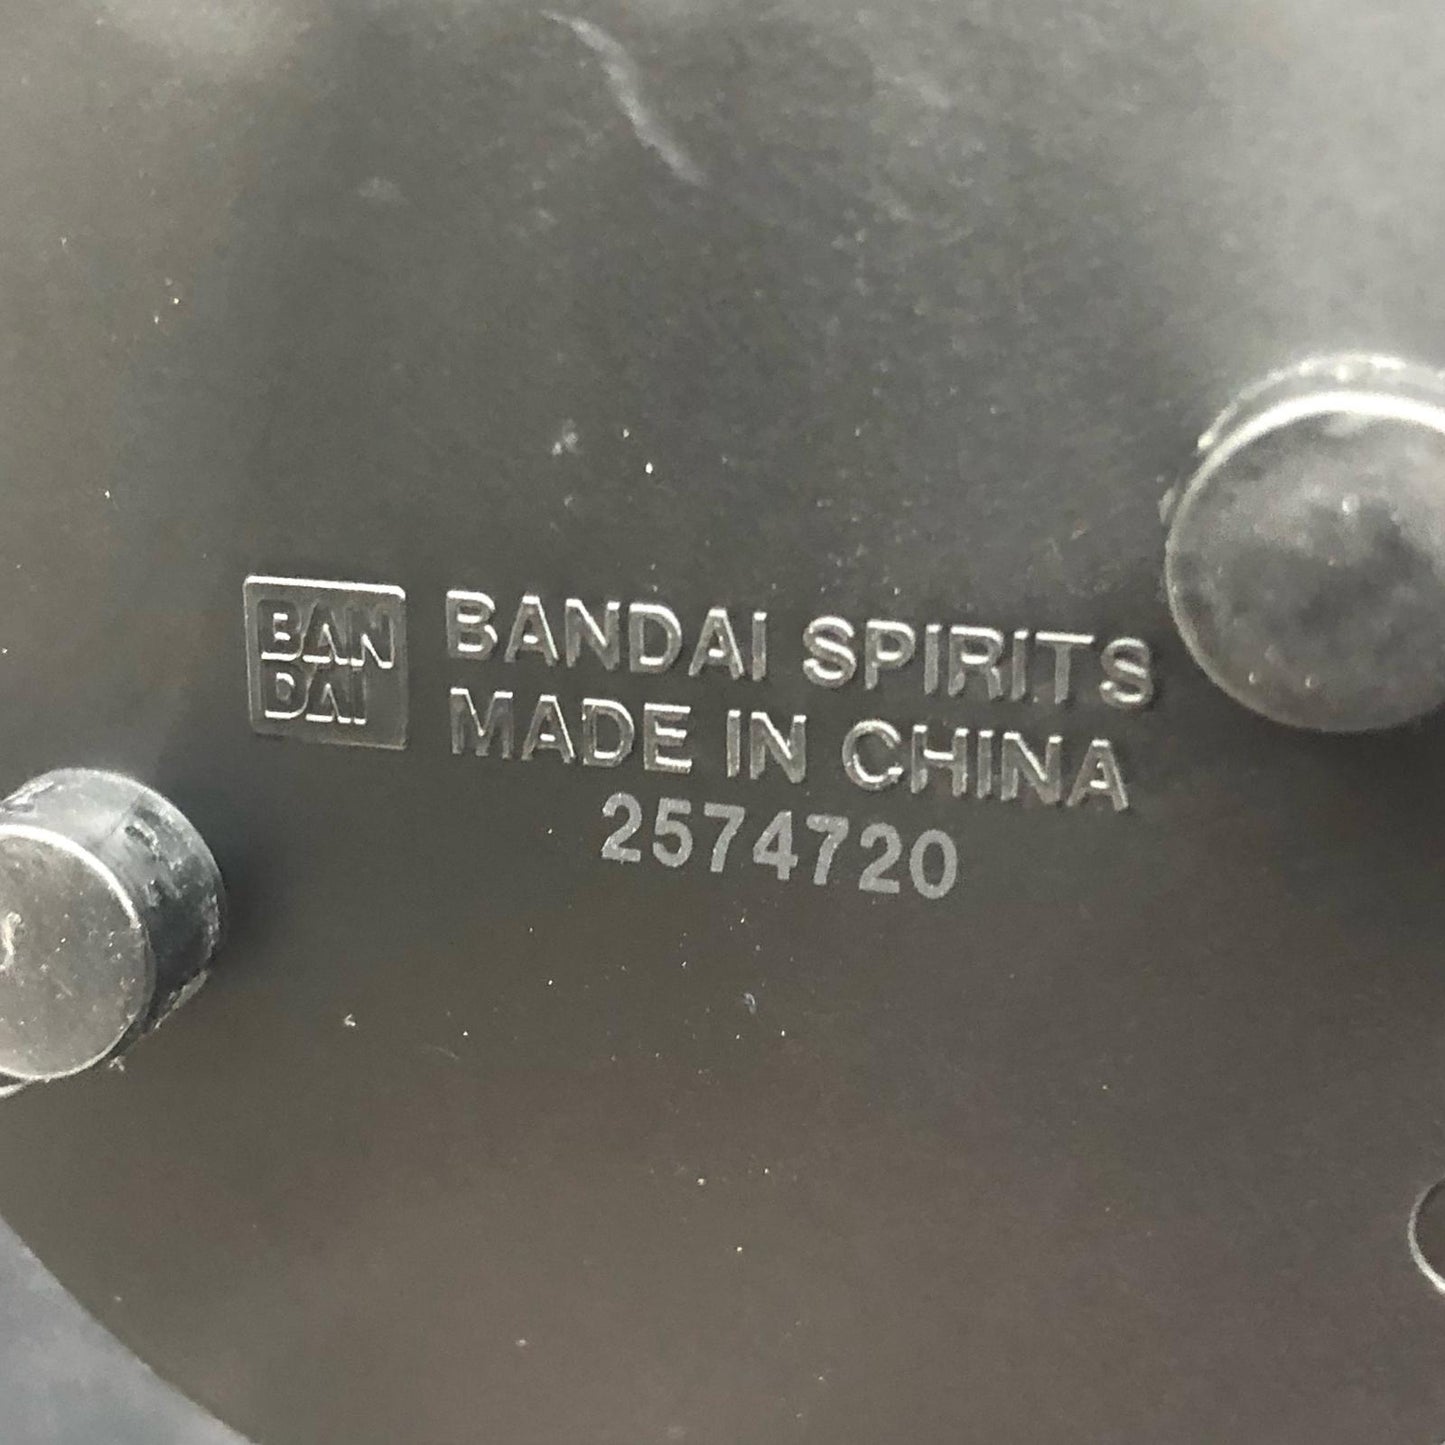 BAN
DAI
BANDAI SPIRITS
MADE IN CHINA
2574720